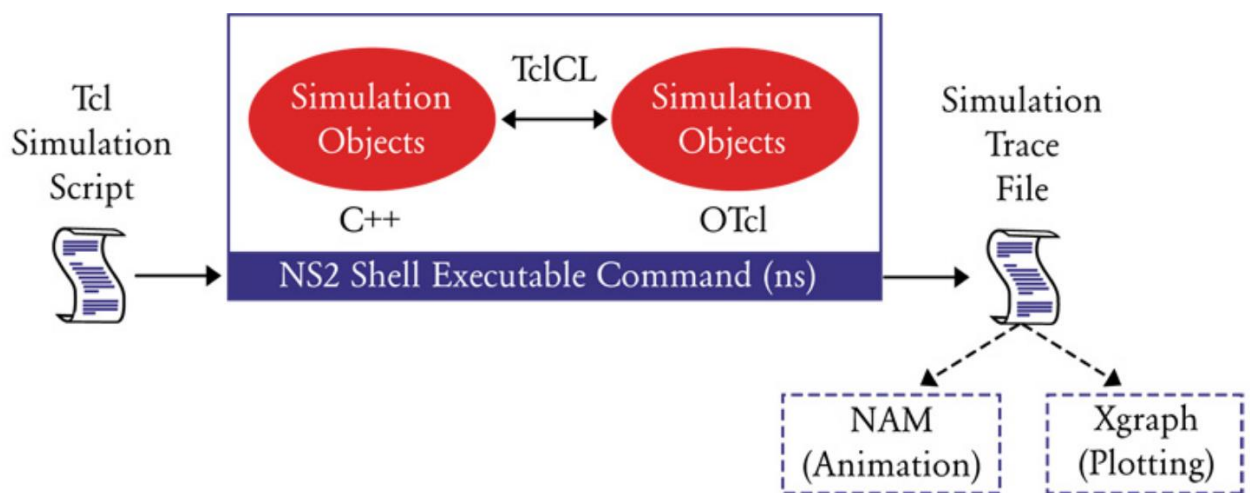 Tcl
Simulation
Script
Simulation
Objects
C++
TclCL
Simulation
Objects
OTcl
NS2 Shell Executable Command (ns)
Simulation
Trace
File
NAM
(Animation)
Xgraph
(Plotting)